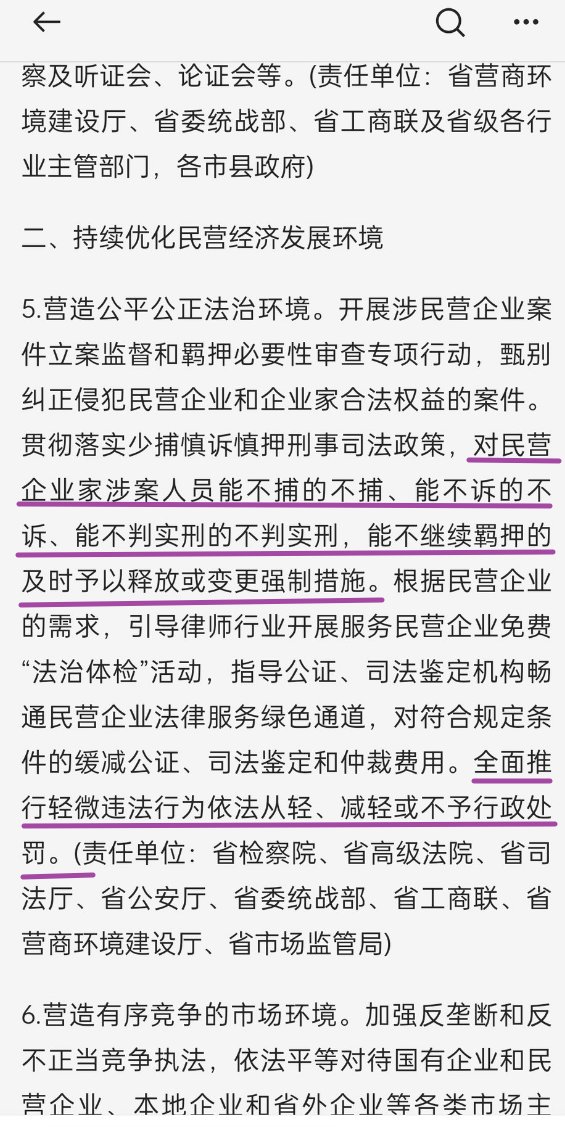 察及听证会、论证会等。(责任单位：省营商环
境建设厅、省委统战部、省工商联及省级各行
业主管部门，各市县政府)
二、持续优化民营经济发展环境
5.营造公平公正法治环境。开展涉民营企业案
件立案监督和羁押必要性审查专项行动，甄别
纠正侵犯民营企业和企业家合法权益的案件。
贯彻落实少捕慎诉慎押刑事司法政策，对民营
企业家涉案人员能不捕的不捕、能不诉的不
诉、能不判实刑的不判实刑，能不继续羁押的
及时予以释放或变更强制措施。根据民营企业
的需求，引导律师行业开展服务民营企业免费
“法治体检”活动，指导公证、司法鉴定机构畅
通民营企业法律服务绿色通道，对符合规定条
件的缓减公证、司法鉴定和仲裁费用。全面推
行轻微违法行为依法从轻、减轻或不予行政处
罚。(责任单位：省检察院、省高级法院、省司
法厅、省公安厅、省委统战部、省工商联、省
营商环境建设厅、省市场监管局)
6.营造有序竞争的市场环境。加强反垄断和反
不正当竞争执法，依法平等对待国有企业和民
营企业、本地企业和省外企业等各类市场主